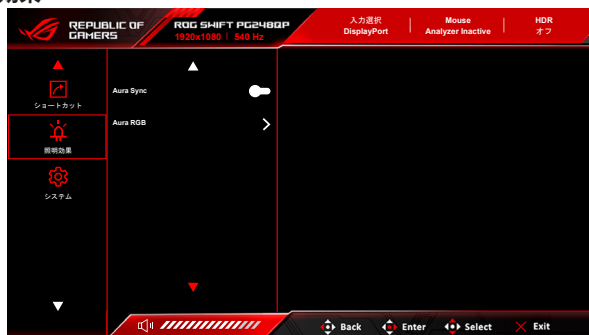 REPUBLIC OF
GAMERS
ROG SWIFT PG248QP
1920x1080 | 540 Hz
入力選択
DisplayPort
Mouse
Analyzer Inactive
HDR
オフ
ショートカット
照明効果
システム
Aura Sync
Aura RGB
Back
Enter
Select
Exit